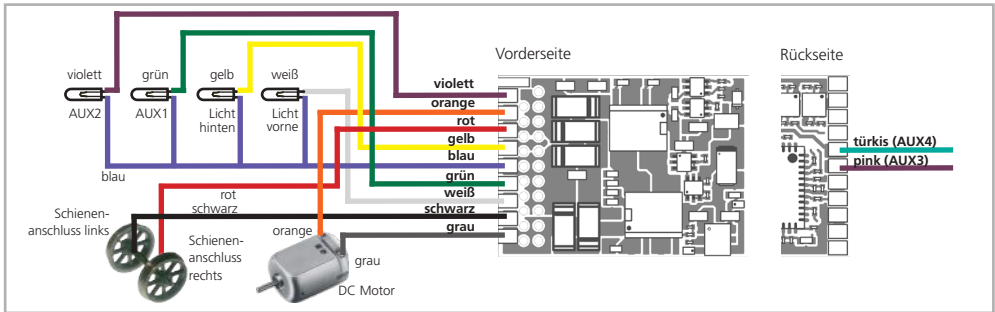 Vorderseite
Rückseite
violett
grün
gelb
weiß
AUX2
AUX1
Licht
hinten
Licht
vorne
blau
violett
orange
rot
gelb
blau
grün
weiß
schwarz
grau
türkis (AUX4)
pink (AUX3)
rot
schwarz
Schienen-
anschluss links
Schienen-
anschluss
rechts
orange
grau
DC Motor